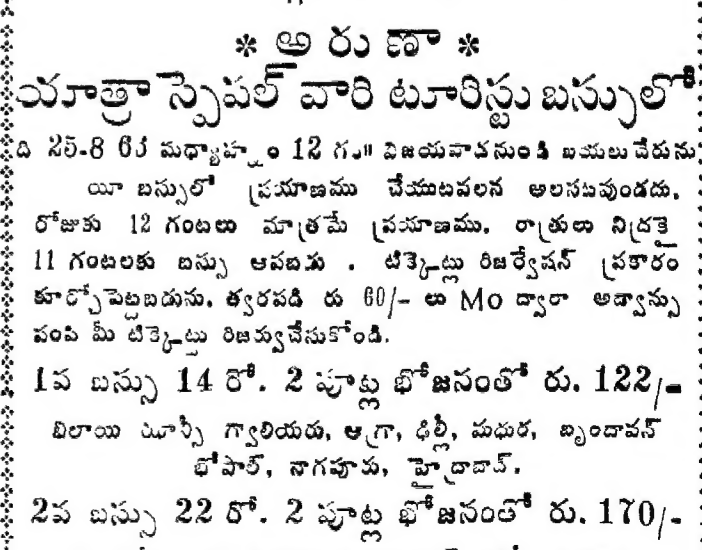 * అరుణా *
యాత్రా స్పెషల్ వారి టూరిస్టు బస్సులో
ది 25-8 63 మధ్యాహ్నం 12 గం॥ విజయవాడనుండి బయలుచేరును
యీ బస్సులో ప్రయాణము చేయుటవలన అలసటవుండదు.
రోజుకు 12 గంటలు మాత్రమే ప్రయాణము. రాత్రులు నిద్రకై
11 గంటలకు బస్సు ఆపబడు . టిక్కెట్లు రిజర్వేషన్ ప్రకారం
కూర్చోపెట్టబడును. త్వరపడి రు 60/- లు Mo ద్వారా అడ్వాన్సు
పంపి మీ టిక్కెట్టు రిజర్వుచేసుకోండి.
1వ బస్సు 14 రో. 2 పూట్ల భోజనంతో రు. 122/-
బిలాయి ఝాన్సీ గ్వాలియరు, ఆగ్రా, ఢిల్లీ, మధుర, బృందావన్
భోపాల్, నాగపూరు, హైద్రాబాద్.
2వ బస్సు 22 రో. 2 పూట్ల భోజనంతో రు. 170/-